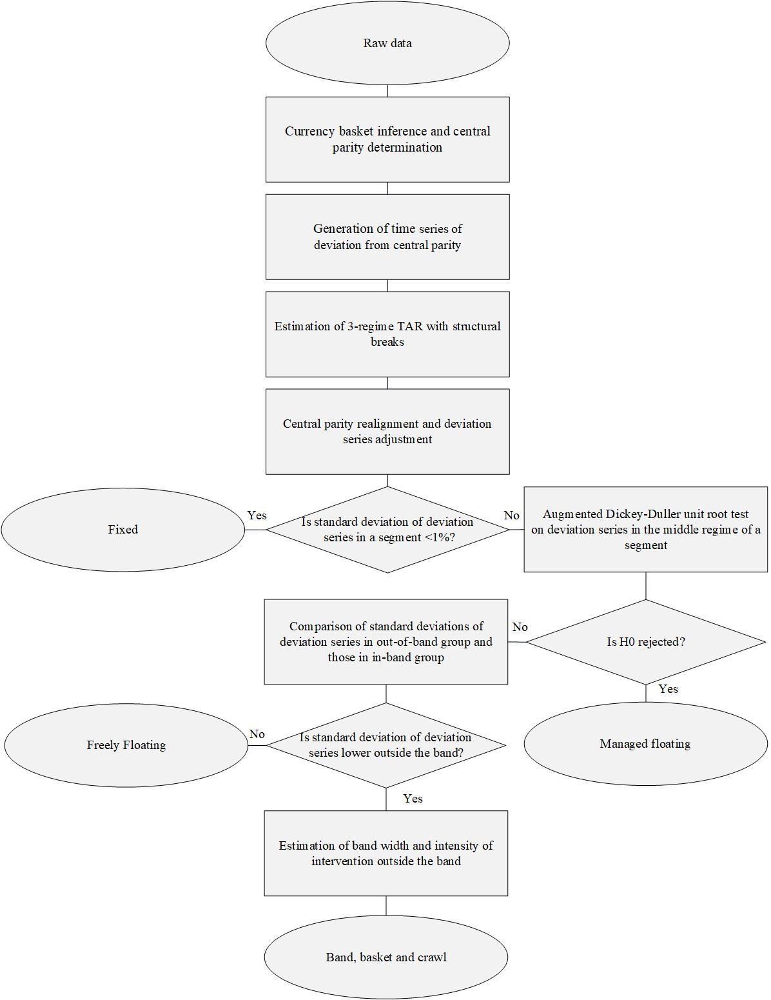 Raw data
Currency basket inference and central
parity determination
Generation of time series of
deviation from central parity
Estimation of 3-regime TAR with structural
breaks
Central parity realignment and deviation
series adjustment
Fixed
Yes
Is standard deviation of deviation
series in a segment <1%?
No
Augmented Dickey-Duller unit root test
on deviation series in the middle regime of a
segment
Comparison of standard deviations of
deviation series in out-of-band group and
those in in-band group
No
Is H0 rejected?
Yes
Managed floating
Freely Floating
No
Is standard deviation of deviation
series lower outside the band?
Yes
Estimation of band width and intensity of
intervention outside the band
Band, basket and crawl